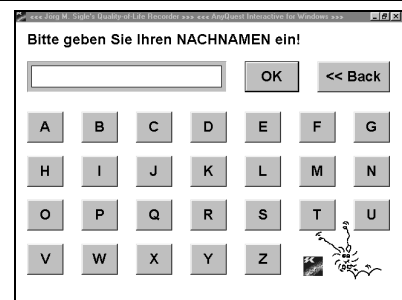 ««« Jörg M. Sigle's Quality-of-Life Recorder »»» ««« AnyQuest Interactive for Windows »»»
Bitte geben Sie Ihren NACHNAMEN ein!
OK << Back
A B C D E F G
H I J K L M N
O P Q R S T U
V W X Y Z